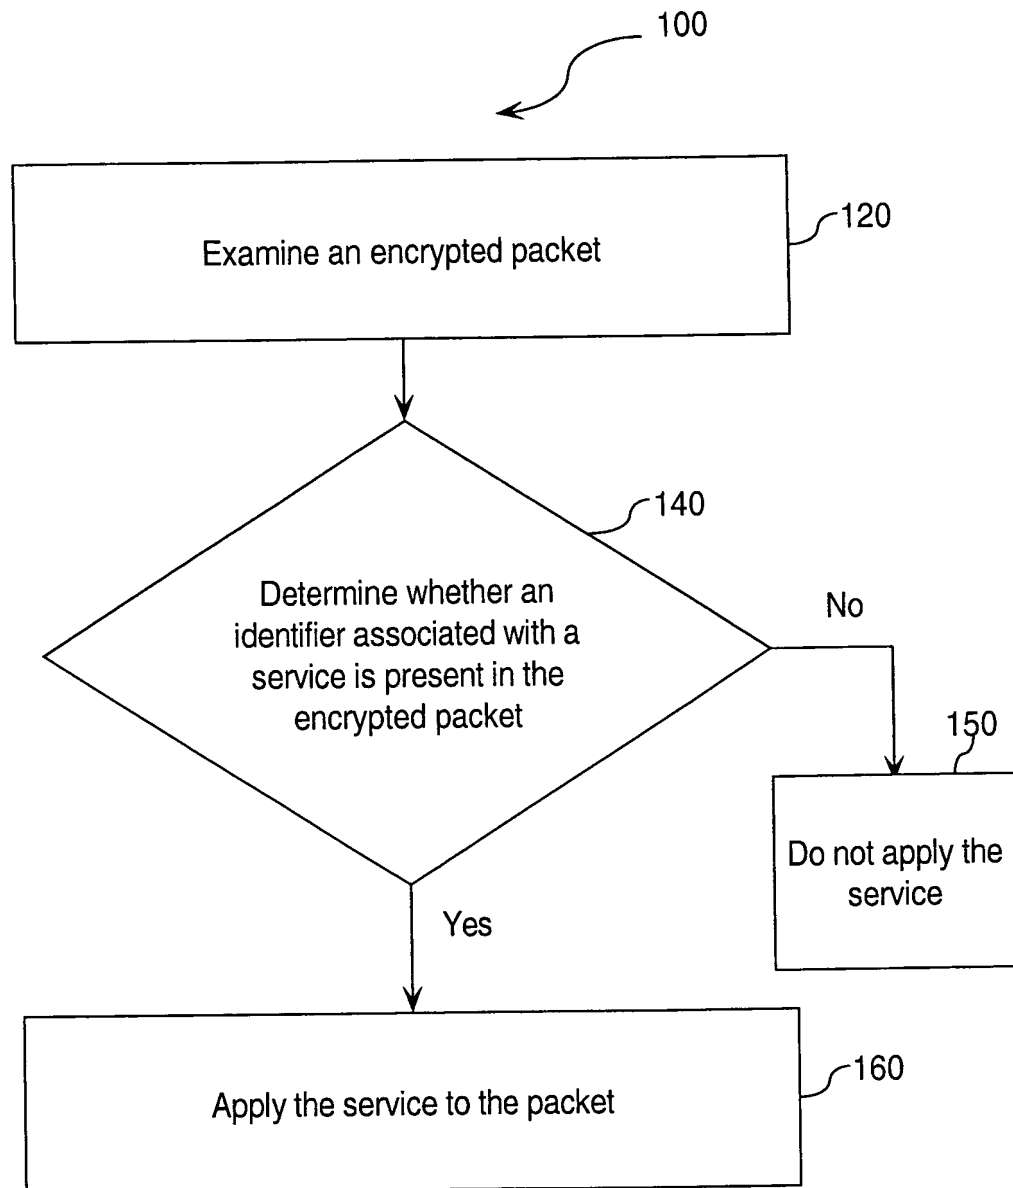 100
Examine an encrypted packet
120
140
Determine whether an
identifier associated with a
service is present in the
encrypted packet
No
150
Do not apply the
service
Yes
Apply the service to the packet
160